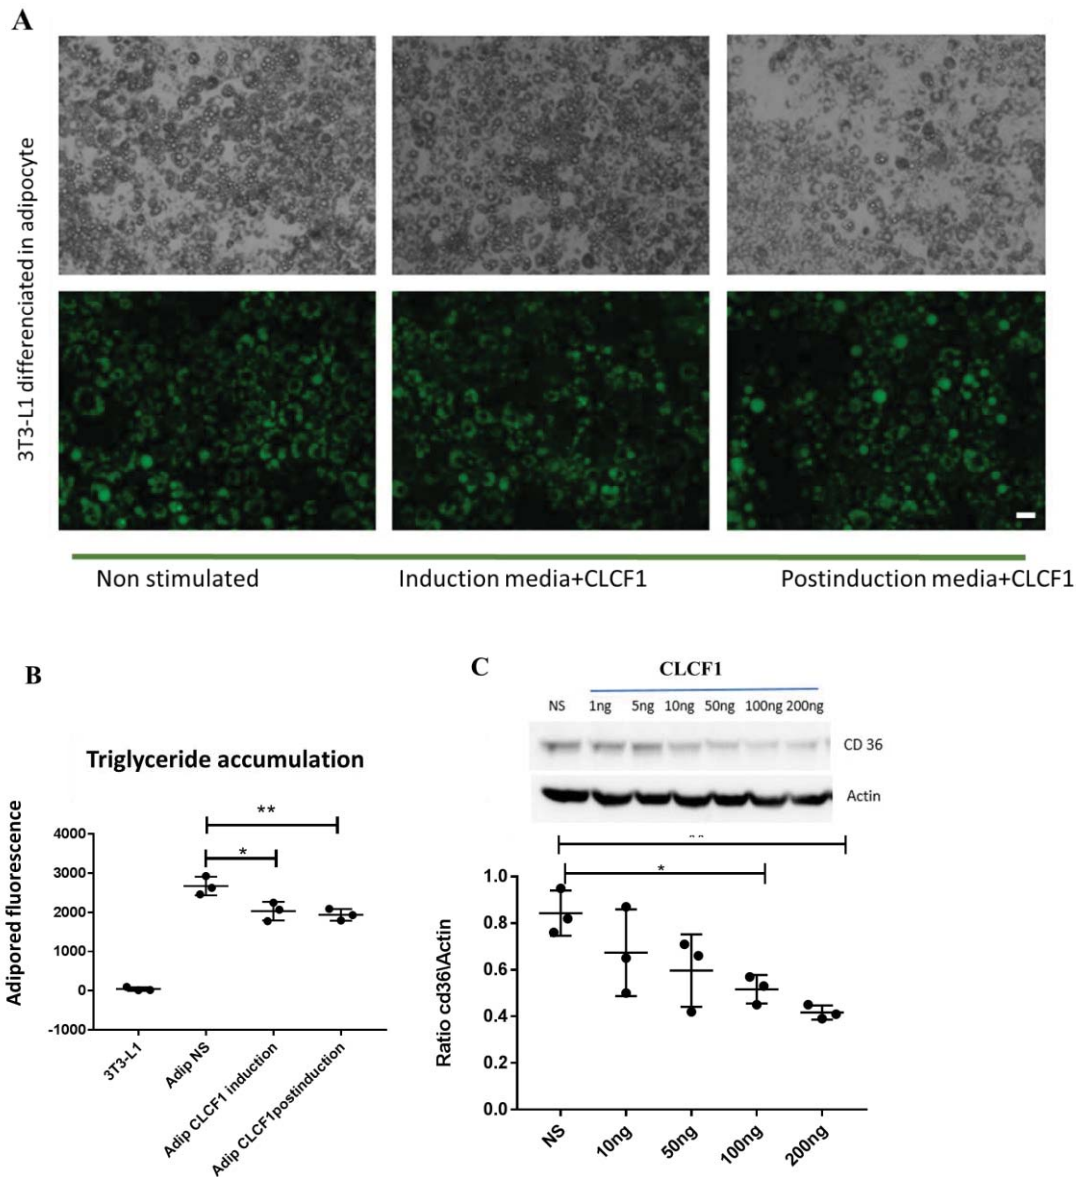 A
3T3-L1 differenciated in adipocyte
Non stimulated
Induction media+CLCF1
Postinduction media+CLCF1
B
Triglyceride accumulation
Adipored fluorescence
4000
3000
2000
1000
0
-1000
**
*
3T3-L1
Adip NS
Adip CLCF1 induction
Adip CLCF1postinduction
C
CLCF1
NS 1ng 5ng 10ng 50ng 100ng 200ng
CD 36
Actin
**
*
Ratio cd36\Actin
1.0
0.8
0.6
0.4
0.2
0.0
NS
10ng
50ng
100ng
200ng